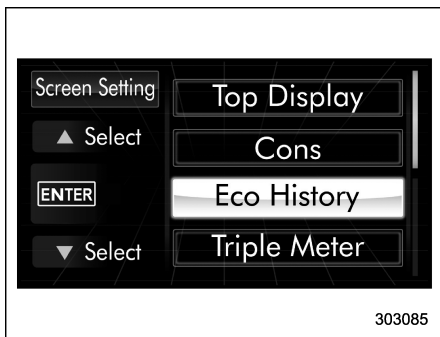 Screen Setting
▲ Select
ENTER
▼ Select
Top Display
Cons
Eco History
Triple Meter
303085